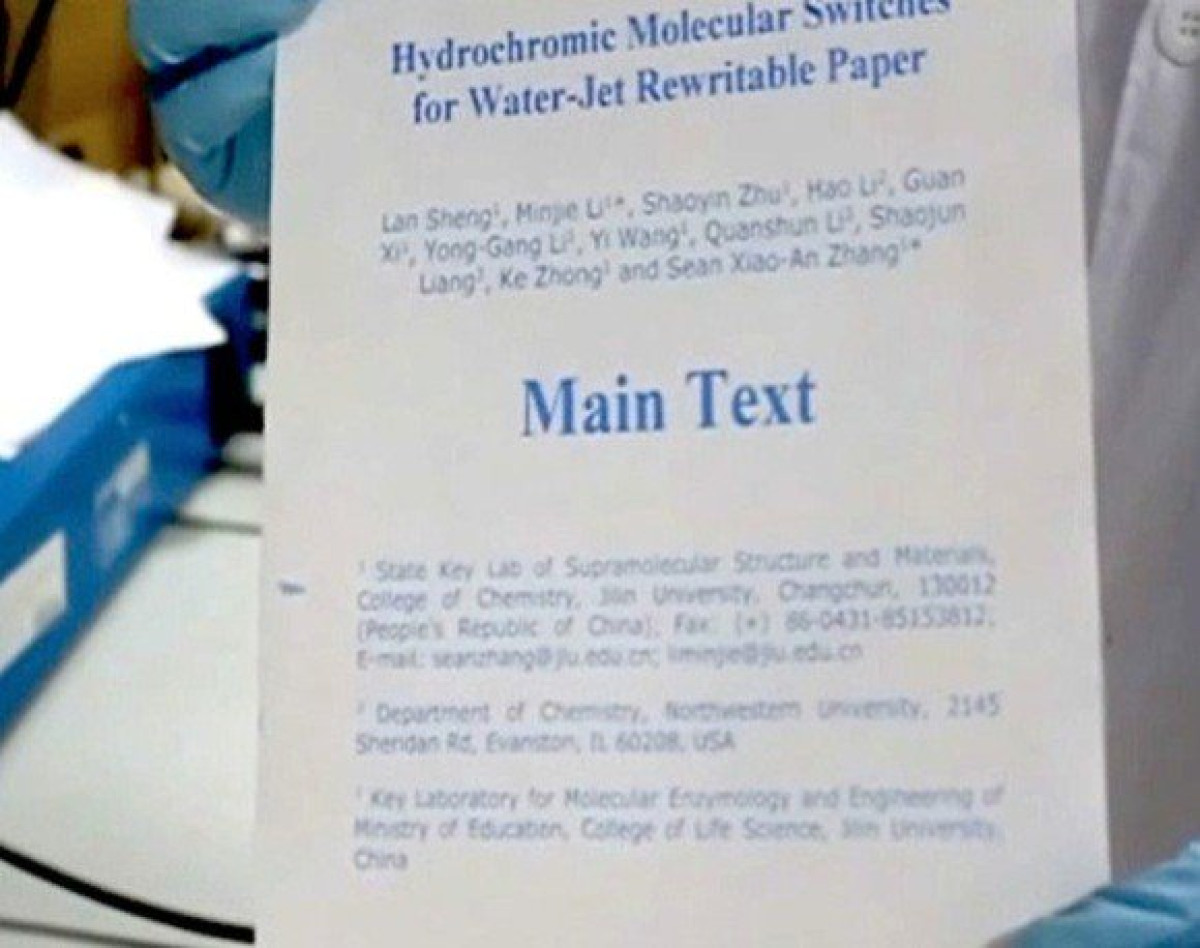 Hydrochromic Molecular Switches
for Water-Jet Rewritable Paper
Lan Sheng¹, Minjie Li¹*, Shaoyin Zhu¹, Hao Li², Guan
Xi¹, Yong-Gang Li¹, Yi Wang¹, Quanshun Li³, Shaojun
Liang¹, Ke Zhong¹ and Sean Xiao-An Zhang¹*
Main Text
¹ State Key Lab of Supramolecular Structure and Materials,
College of Chemistry, Jilin University, Changchun, 130012
(People's Republic of China), Fax: (+) 86-0431-85153812,
E-mail: seanzhang@jlu.edu.cn; liminjie@jlu.edu.cn
² Department of Chemistry, Northwestern University, 2145
Sheridan Rd, Evanston, IL 60208, USA
Key Laboratory for Molecular Enzymology and Engineering of
Ministry of Education, College of Life Science, Jilin University,
China